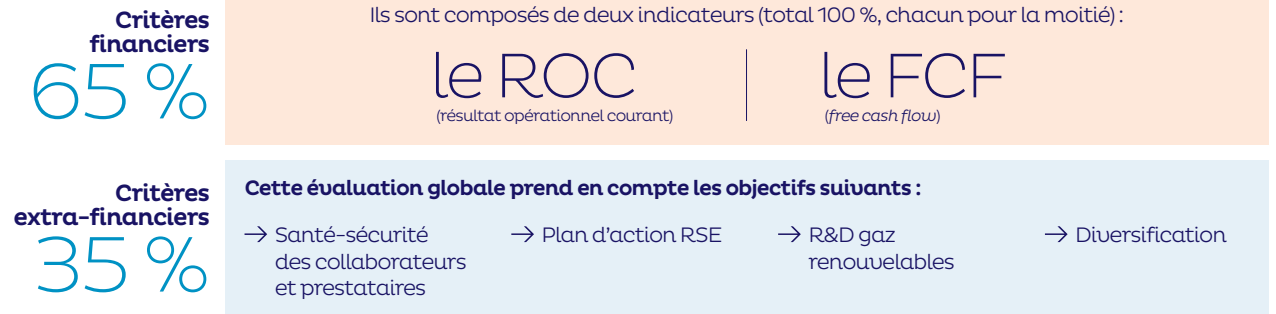 Critères
financiers
65 %
Ils sont composés de deux indicateurs (total 100 %, chacun pour la moitié) :
le ROC
(résultat opérationnel courant)
le FCF
(free cash flow)
Critères
extra-financiers
35 %
Cette évaluation globale prend en compte les objectifs suivants :
→ Santé-sécurité
des collaborateurs
et prestataires
→ Plan d'action RSE
→ R&D gaz
renouvelables
→ Diversification